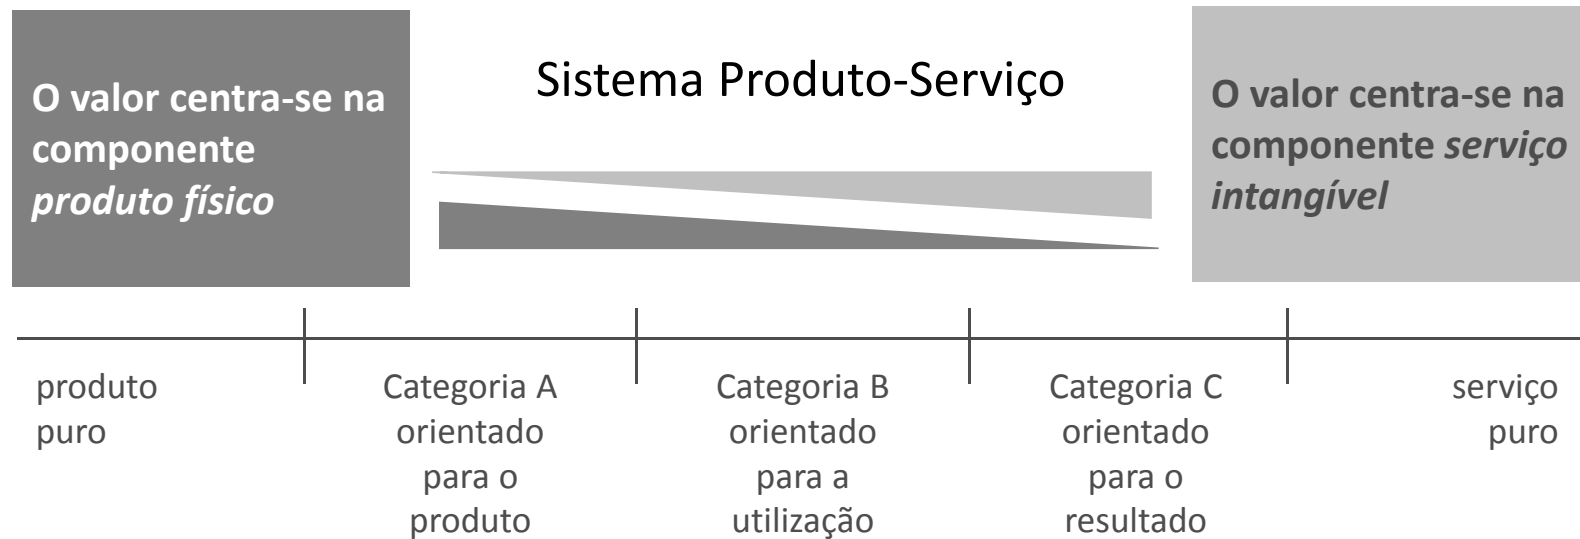 O valor centra-se na
componente
produto físico
Sistema Produto-Serviço
O valor centra-se na
componente serviço
intangível
produto
puro
Categoria A
orientado
para o
produto
Categoria B
orientado
para a
utilização
Categoria C
orientado
para o
resultado
serviço
puro